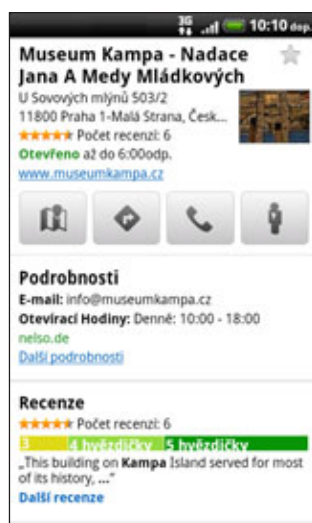 3G 10:10 dop.
Museum Kampa - Nadace
Jana A Medy Mládkových
U Sovových mlýnů 503/2
11800 Praha 1-Malá Strana, Česk...
Počet recenzí: 6
Otevřeno až do 6:00odp.
www.museumkampa.cz
Podrobnosti
E-mail: info@museumkampa.cz
Otevírací Hodiny: Denně: 10:00 - 18:00
nelso.de
Další podrobnosti
Recenze
Počet recenzí: 6
3 4 hvězdičky 5 hvězdičky
„This building on Kampa Island served for most
of its history, ..."
Další recenze